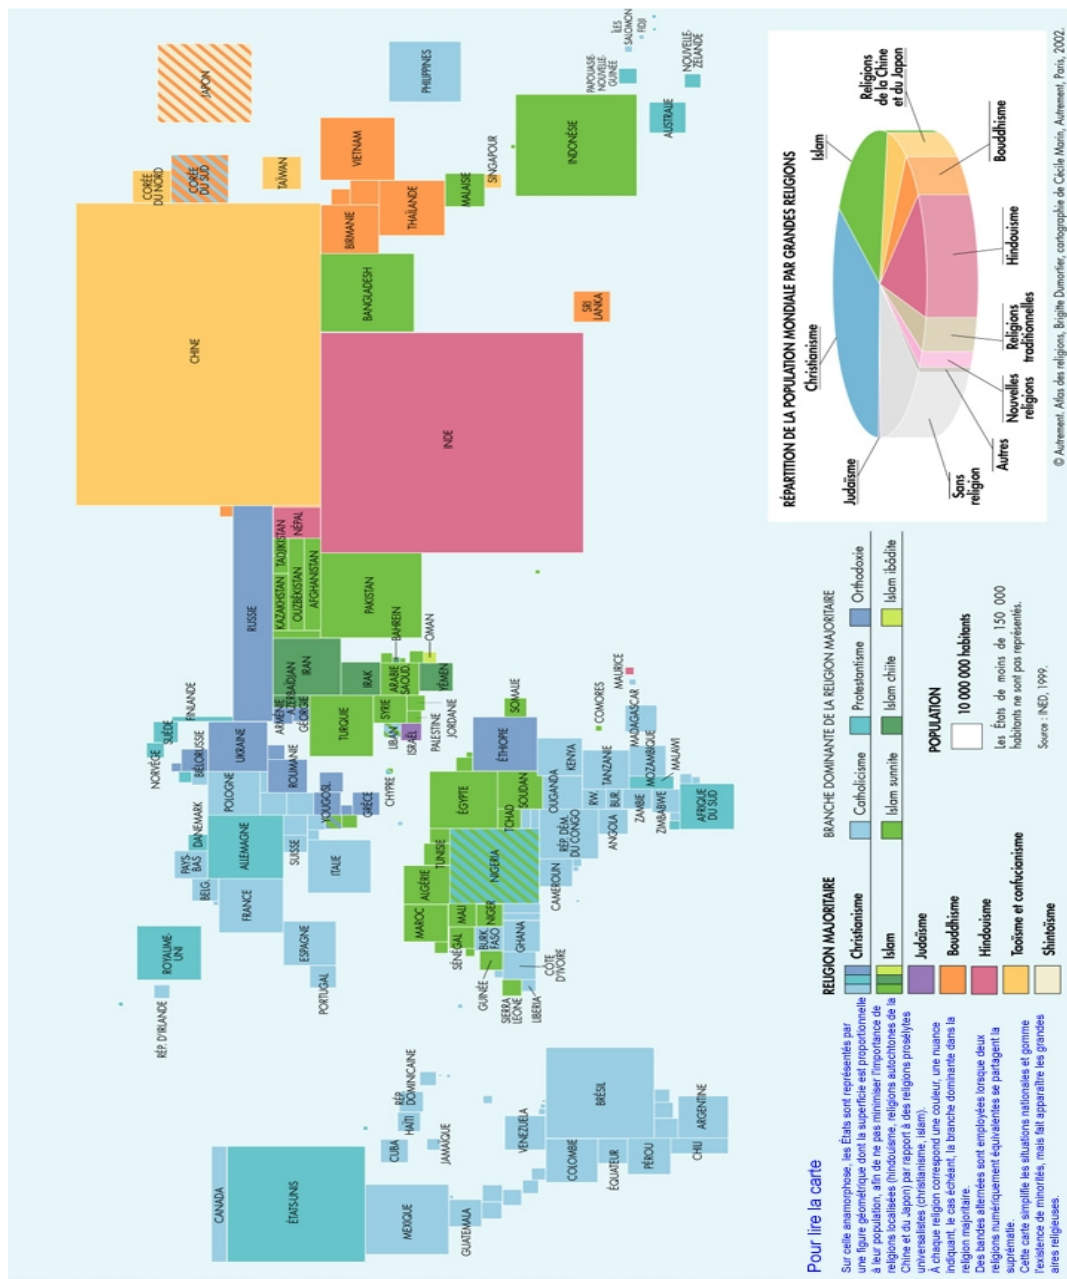 CANADA
ÉTATS-UNIS
MEXIQUE
GUATEMALA
CUBA
HAÏTI
RÉP.
DOMINICAINE
JAMAÏQUE
VENEZUELA
COLOMBIE
ÉQUATEUR
PÉROU
BRÉSIL
CHILI
ARGENTINE
RÉP. D'IRLANDE
ROYAUME-
UNI
PORTUGAL
ESPAGNE
FRANCE
BELG.
PAYS-
BAS
DANEMARK
ALLEMAGNE
SUISSE
ITALIE
NORVÈGE
SUÈDE
FINLANDE
BIÉLORUSSIE
POLOGNE
UKRAINE
ROUMANIE
YOUGOSL.
GRÈCE
CHYPRE
RUSSIE
ARMÉNIE
GÉORGIE
AZERBAÏDJAN
TURQUIE
SYRIE
LIBAN
ISRAËL
PALESTINE
JORDANIE
IRAN
IRAK
ARABIE
SAOUD.
BAHREIN
OMAN
YÉMEN
KAZAKHSTAN
TADJIKISTAN
OUZBÉKISTAN
AFGHANISTAN
NÉPAL
PAKISTAN
INDE
CHINE
BANGLADESH
SRI
LANKA
BIRMANIE
THAÏLANDE
VIETNAM
MALAISIE
SINGAPOUR
INDONÉSIE
CORÉE
DU NORD
CORÉE
DU SUD
JAPON
TAÏWAN
PHILIPPINES
PAPOUASIE-
NOUVELLE-
GUINÉE
ÎLES
SALOMON
FIDJI
AUSTRALIE
NOUVELLE-
ZÉLANDE
MAROC
ALGÉRIE
TUNISIE
ÉGYPTE
SÉNÉGAL
MALI
NIGER
NIGERIA
TCHAD
SOUDAN
ÉTHIOPIE
SOMALIE
GUINÉE
SIERRA
LEONE
LIBERIA
BURK.
FASO
CÔTE
D'IVOIRE
GHANA
CAMEROUN
RÉP. DÉM.
DU CONGO
OUGANDA
KENYA
RW.
BUR.
TANZANIE
ANGOLA
ZAMBIE
MOZAMBIQUE
MALAWI
ZIMBABWE
AFRIQUE
DU SUD
MADAGASCAR
COMORES
MAURICE
Pour lire la carte
Sur celle anamorphose, les États sont représentés par
une figure géométrique dont la superficie est proportionnelle
à leur population, afin de ne pas minimiser l'importance de
religions localisées (hindouisme, religions autochtones de la
Chine et du Japon) par rapport à des religions prosélytes
universalistes (christianisme, islam).
À chaque religion correspond une couleur, une nuance
indiquant, le cas échéant, la branche dominante dans la
religion majoritaire.
Des bandes alternées sont employées lorsque deux
religions numériquement équivalentes se partagent la
suprématie.
Cette carte simplifie les situations nationales et gomme
l'existence de minorités, mais fait apparaître les grandes
aires religieuses.
RELIGION MAJORITAIRE
BRANCHE DOMINANTE DE LA RELIGION MAJORITAIRE
Christianisme
Catholicisme
Protestantisme
Orthodoxie
Islam
Islam sunnite
Islam chiite
Islam ibâdite
Judaïsme
Bouddhisme
Hindouisme
Taoïsme et confucianisme
Shintoïsme
POPULATION
10 000 000 habitants
Les États de moins de 150 000
habitants ne sont pas représentés.
Source : INED, 1999.
RÉPARTITION DE LA POPULATION MONDIALE PAR GRANDES RELIGIONS
Christianisme
Islam
Religions
de la Chine
et du Japon
Bouddhisme
Hindouisme
Religions
traditionnelles
Nouvelles
religions
Autres
Sans
religion
Judaïsme
© Autrement. Atlas des religions, Brigitte Dumortier, cartographie de Cécile Marin, Autrement, Paris, 2002.